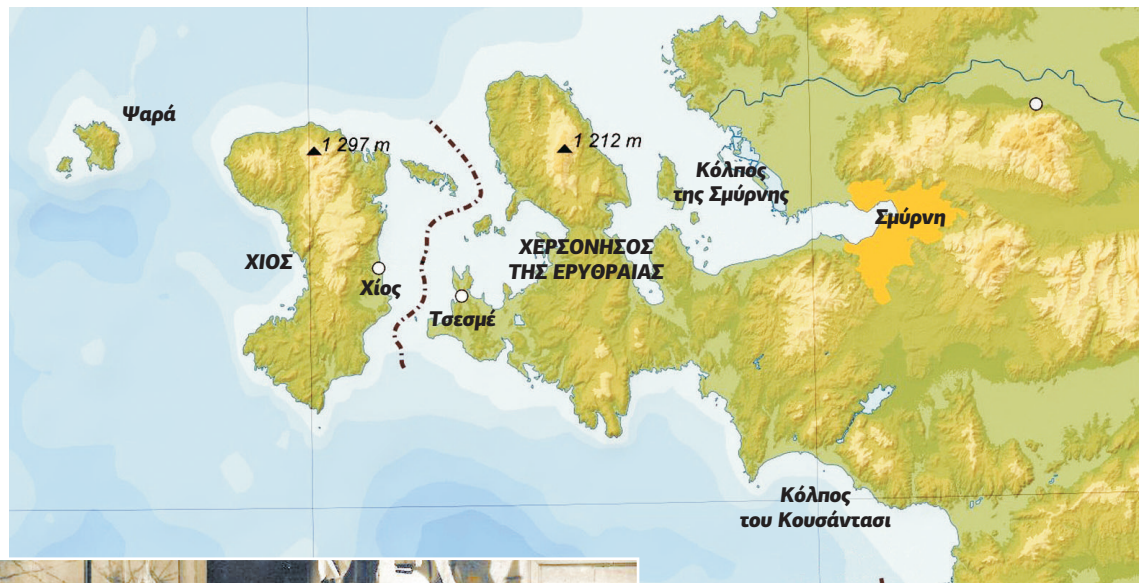 Ψαρά
1 297 m
1 212 m
Κόλπος
της Σμύρνης
Σμύρνη
ΧΙΟΣ
Χίος
ΧΕΡΣΟΝΗΣΟΣ
ΤΗΣ ΕΡΥΘΡΑΙΑΣ
Τσεσμέ
Κόλπος
του Κουσάντασι